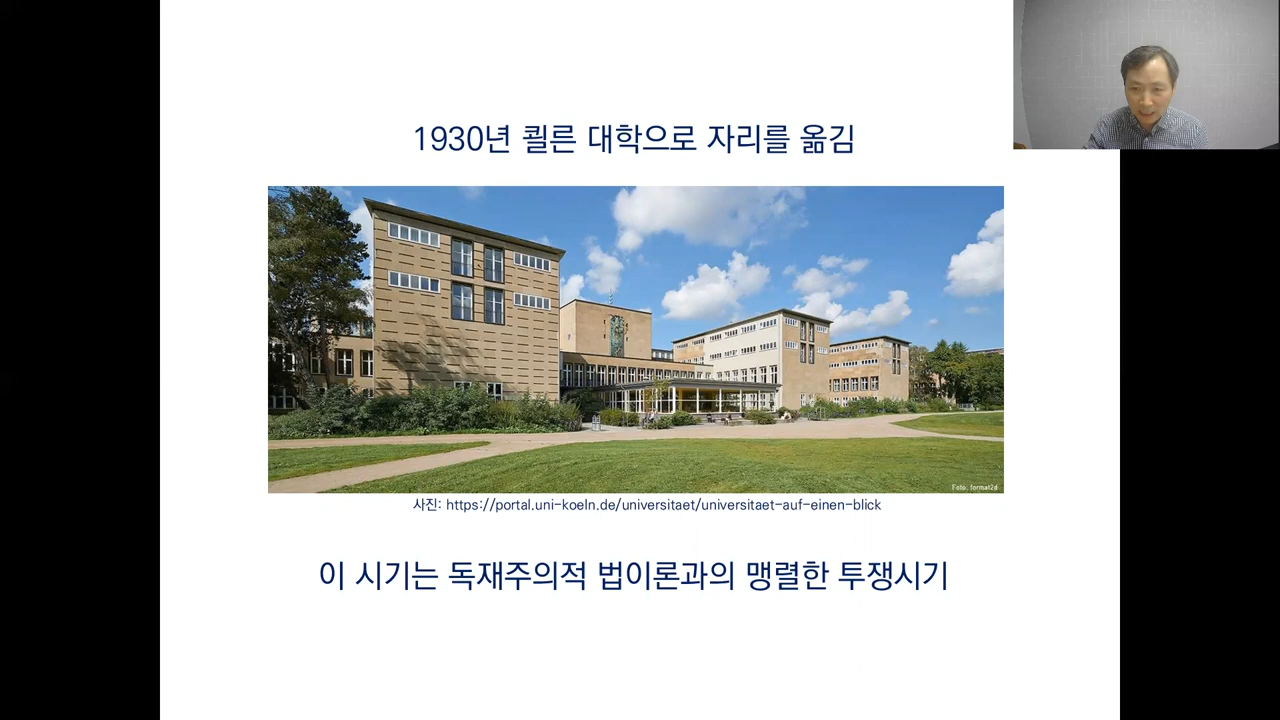 1930년 쾰른 대학으로 자리를 옮김
Foto: format2d
사진: https://portal.uni-koeln.de/universitaet/universitaet-auf-einen-blick
이 시기는 독재주의적 법이론과의 맹렬한 투쟁시기